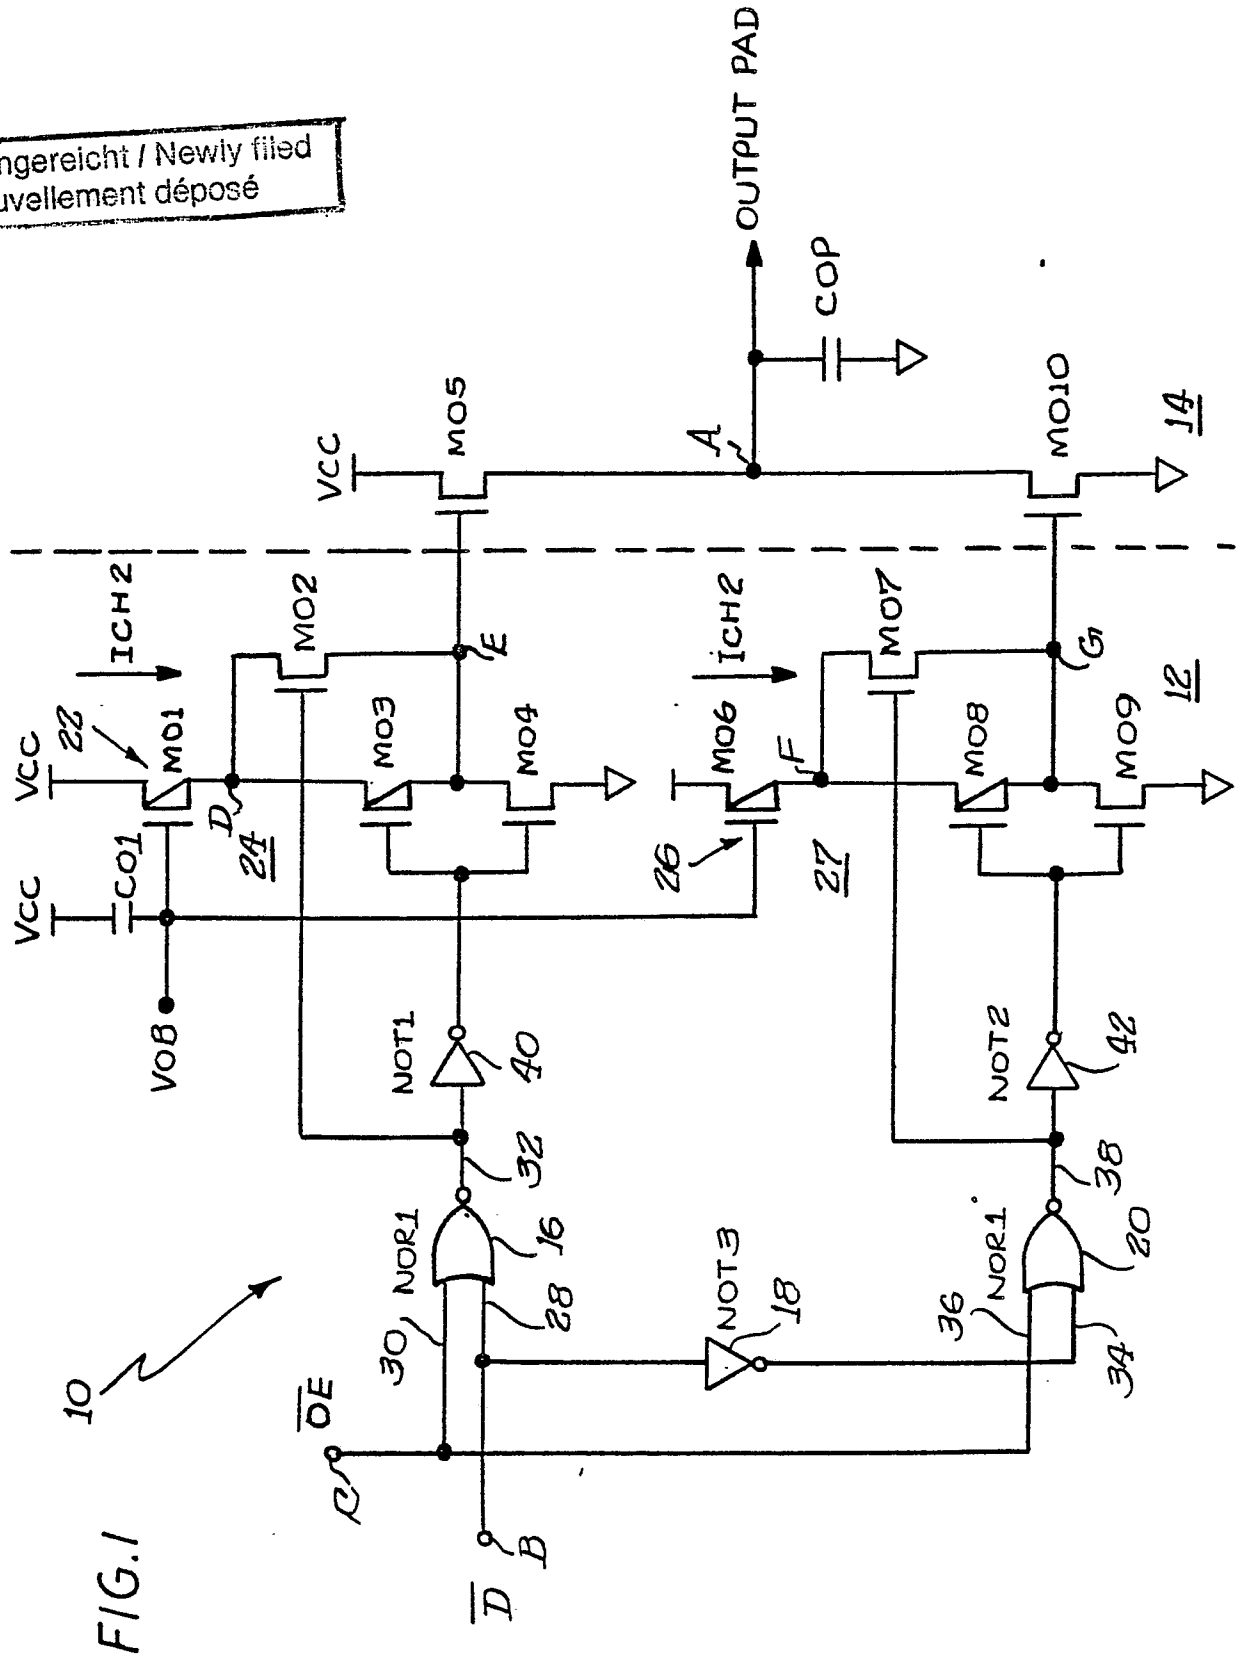 ngereicht / Newly filed
uvellement déposé
FIG. 1
10
D
B
C
OE
30
28
NOR1
16
32
NOT3
18
36
34
NOR1
20
38
NOT1
40
NOT2
42
VOB
VCC
CO1
VCC
22
MO1
ICH2
D
24
MO2
MO3
MO4
E
26
MO6
ICH2
F
27
MO7
MO8
MO9
G
12
VCC
MO5
A
MO10
14
COP
OUTPUT PAD